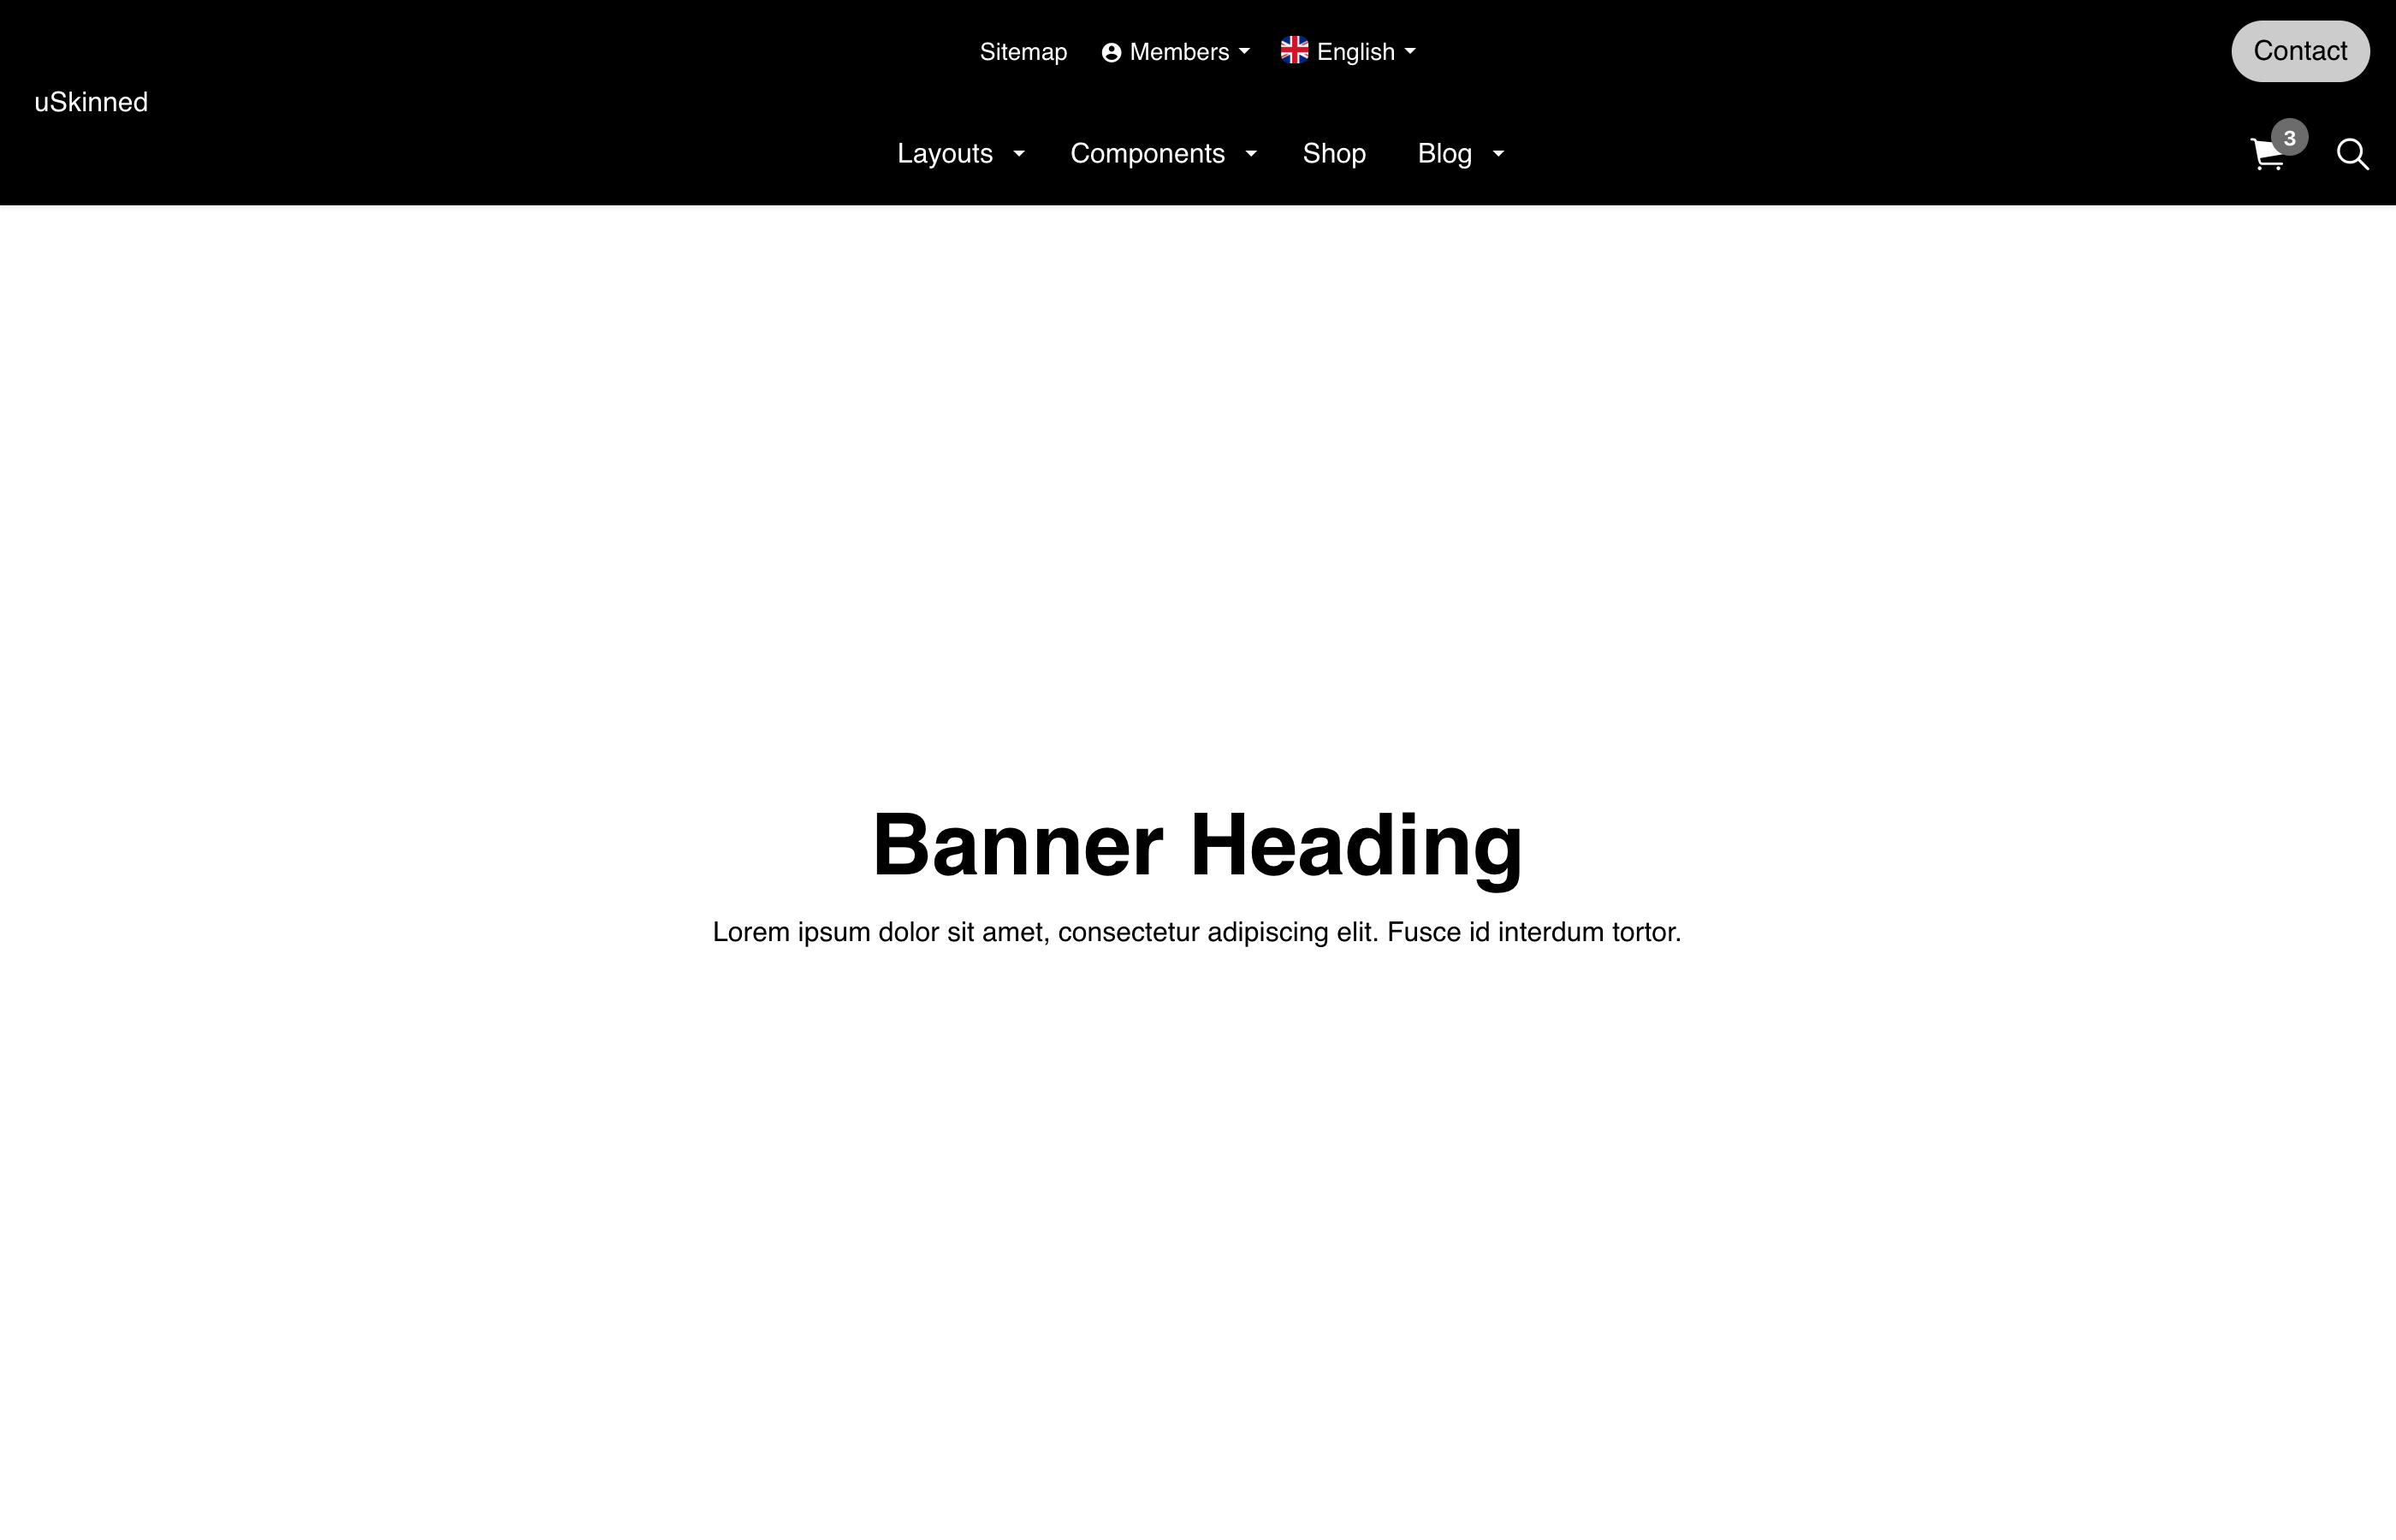 Sitemap Members English Contact
uSkinned
Layouts Components Shop Blog 3
Banner Heading
Lorem ipsum dolor sit amet, consectetur adipiscing elit. Fusce id interdum tortor.